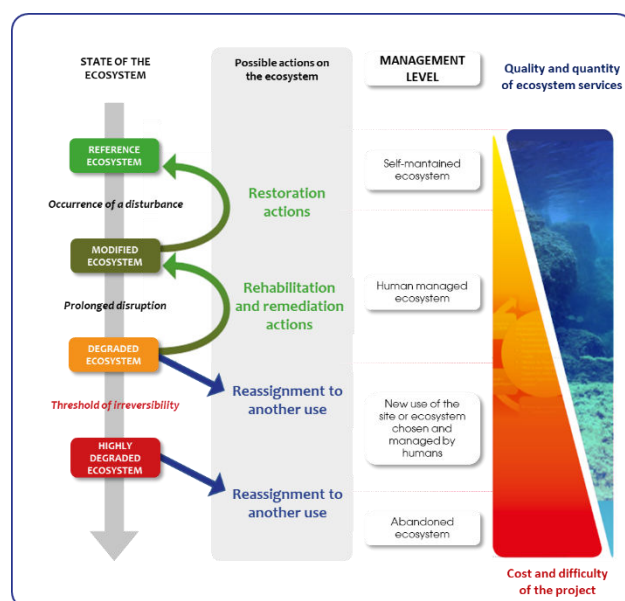 STATE OF THE
ECOSYSTEM
Possible actions on
the ecosystem
MANAGEMENT
LEVEL
Quality and quantity
of ecosystem services
REFERENCE
ECOSYSTEM
Self-mantained
ecosystem
Restoration
actions
Occurrence of a disturbance
MODIFIED
ECOSYSTEM
Rehabilitation
and remediation
actions
Human managed
ecosystem
Prolonged disruption
DEGRADED
ECOSYSTEM
Reassignment to
another use
Threshold of irreversibility
New use of the
site or ecosystem
chosen and
managed by
humans
HIGHLY
DEGRADED
ECOSYSTEM
Reassignment to
another use
Abandoned
ecosystem
Cost and difficulty
of the project